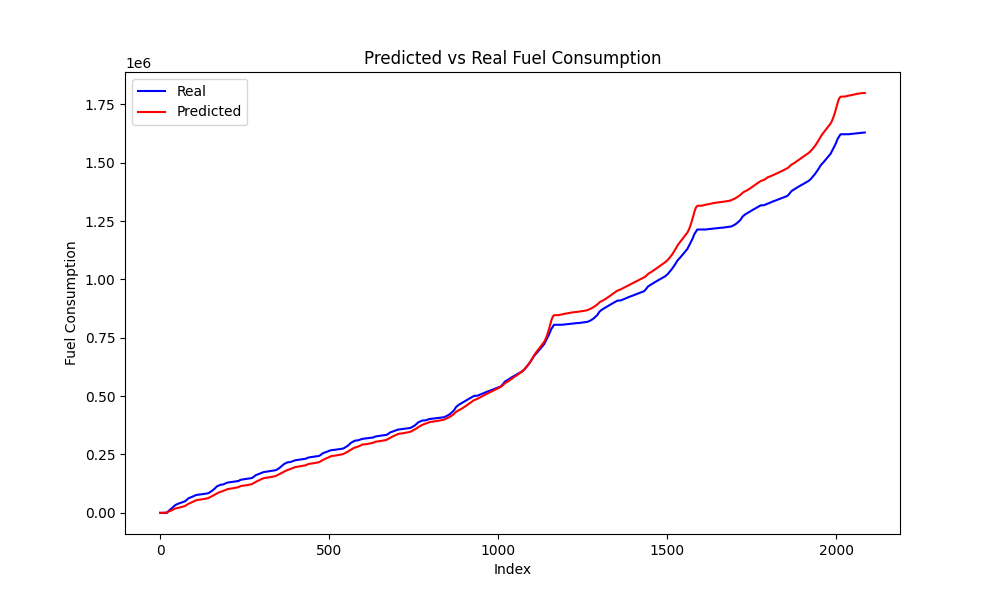 Predicted vs Real Fuel Consumption
1e6
Real
Predicted
1.75
1.50
1.25
1.00
0.75
0.50
0.25
0.00
Fuel Consumption
0 500 1000 1500 2000
Index